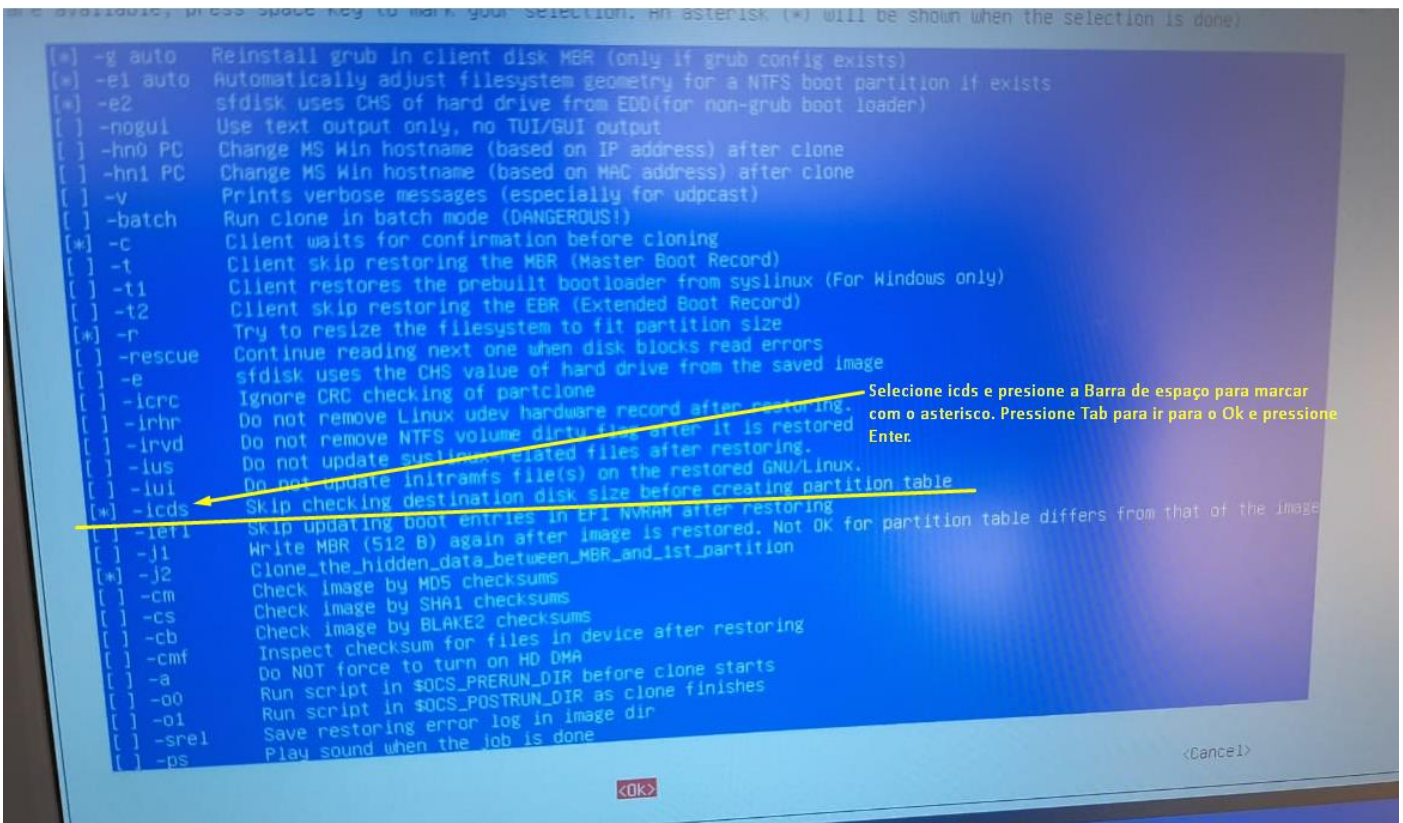 are available, press space key to mark your selection. An asterisk (*) will be shown when the selection is done)
[*] -g auto Reinstall grub in client disk MBR (only if grub config exists)
[*] -e1 auto Automatically adjust filesystem geometry for a NTFS boot partition if exists
[*] -e2 sfdisk uses CHS of hard drive from EDD(for non-grub boot loader)
[ ] -nogui Use text output only, no TUI/GUI output
[ ] -hn0 PC Change MS Win hostname (based on IP address) after clone
[ ] -hn1 PC Change MS Win hostname (based on MAC address) after clone
[ ] -v Prints verbose messages (especially for udpcast)
[ ] -batch Run clone in batch mode (DANGEROUS!)
[*] -c Client waits for confirmation before cloning
[ ] -t Client skip restoring the MBR (Master Boot Record)
[ ] -t1 Client restores the prebuilt bootloader from syslinux (For Windows only)
[ ] -t2 Client skip restoring the EBR (Extended Boot Record)
[*] -r Try to resize the filesystem to fit partition size
[ ] -rescue Continue reading next one when disk blocks read errors
[ ] -e sfdisk uses the CHS value of hard drive from the saved image
[ ] -icrc Ignore CRC checking of partclone
[ ] -irhr Do not remove Linux udev hardware record after restoring.
[ ] -irvd Do not remove NTFS volume dirty flag after it is restored
[ ] -ius Do not update syslinux-related files after restoring.
[ ] -iui Do not update initramfs file(s) on the restored GNU/Linux.
[*] -icds Skip checking destination disk size before creating partition table
[ ] -iefi Skip updating boot entries in EFI NVRAM after restoring
[ ] -j1 Write MBR (512 B) again after image is restored. Not OK for partition table differs from that of the image
[*] -j2 Clone_the_hidden_data_between_MBR_and_1st_partition
[ ] -cm Check image by MD5 checksums
[ ] -cs Check image by SHA1 checksums
[ ] -cb Check image by BLAKE2 checksums
[ ] -cmf Inspect checksum for files in device after restoring
[ ] -a Do NOT force to turn on HD DMA
[ ] -o0 Run script in $OCS_PRERUN_DIR before clone starts
[ ] -o1 Run script in $OCS_POSTRUN_DIR as clone finishes
[ ] -srel Save restoring error log in image dir
[ ] -ps Play sound when the job is done
Selecione icds e presione a Barra de espaço para marcar
com o asterisco. Pressione Tab para ir para o Ok e pressione
Enter.
<Ok>
<Cancel>